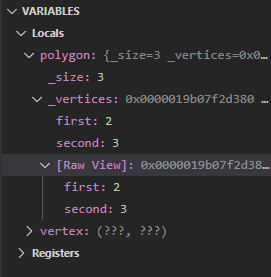 VARIABLES
Locals
polygon: {_size=3 _vertices=0x0…
_size: 3
_vertices: 0x0000019b07f2d380 …
first: 2
second: 3
[Raw View]: 0x0000019b07f2d38…
first: 2
second: 3
vertex: (???, ???)
Registers